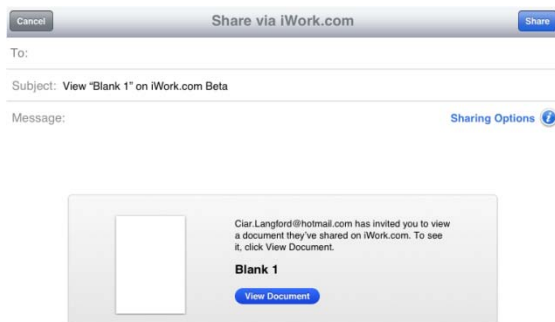 Cancel Share via iWork.com Share
To:
Subject: View “Blank 1” on iWork.com Beta
Message: Sharing Options
Ciar.Langford@hotmail.com has invited you to view
a document they've shared on iWork.com. To see
it, click View Document.
Blank 1
View Document